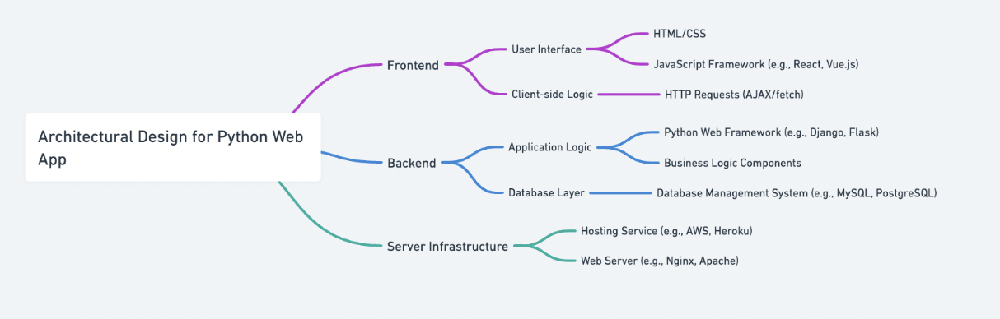 Architectural Design for Python Web
App
Frontend
User Interface
HTML/CSS
JavaScript Framework (e.g., React, Vue.js)
Client-side Logic
HTTP Requests (AJAX/fetch)
Backend
Application Logic
Python Web Framework (e.g., Django, Flask)
Business Logic Components
Database Layer
Database Management System (e.g., MySQL, PostgreSQL)
Server Infrastructure
Hosting Service (e.g., AWS, Heroku)
Web Server (e.g., Nginx, Apache)